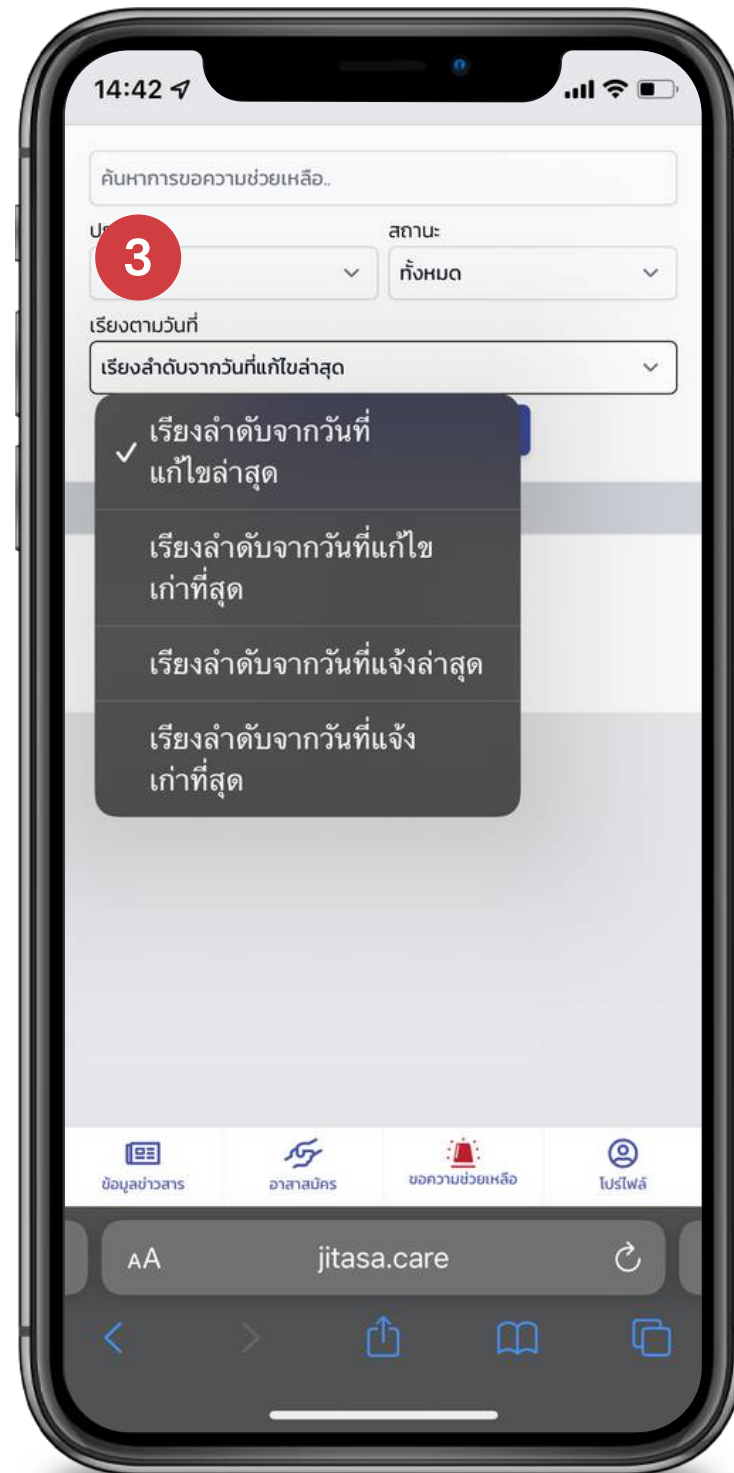 14:42
ค้นหาการขอความช่วยเหลือ..
สถานะ
3
ทั้งหมด
เรียงตามวันที่
เรียงลำดับจากวันที่แก้ไขล่าสุด
เรียงลำดับจากวันที่
แก้ไขล่าสุด
เรียงลำดับจากวันที่แก้ไข
เก่าที่สุด
เรียงลำดับจากวันที่แจ้งล่าสุด
เรียงลำดับจากวันที่แจ้ง
เก่าที่สุด
ข้อมูลข่าวสาร
อาสาสมัคร
ขอความช่วยเหลือ
โปรไฟล์
AA
jitasa.care